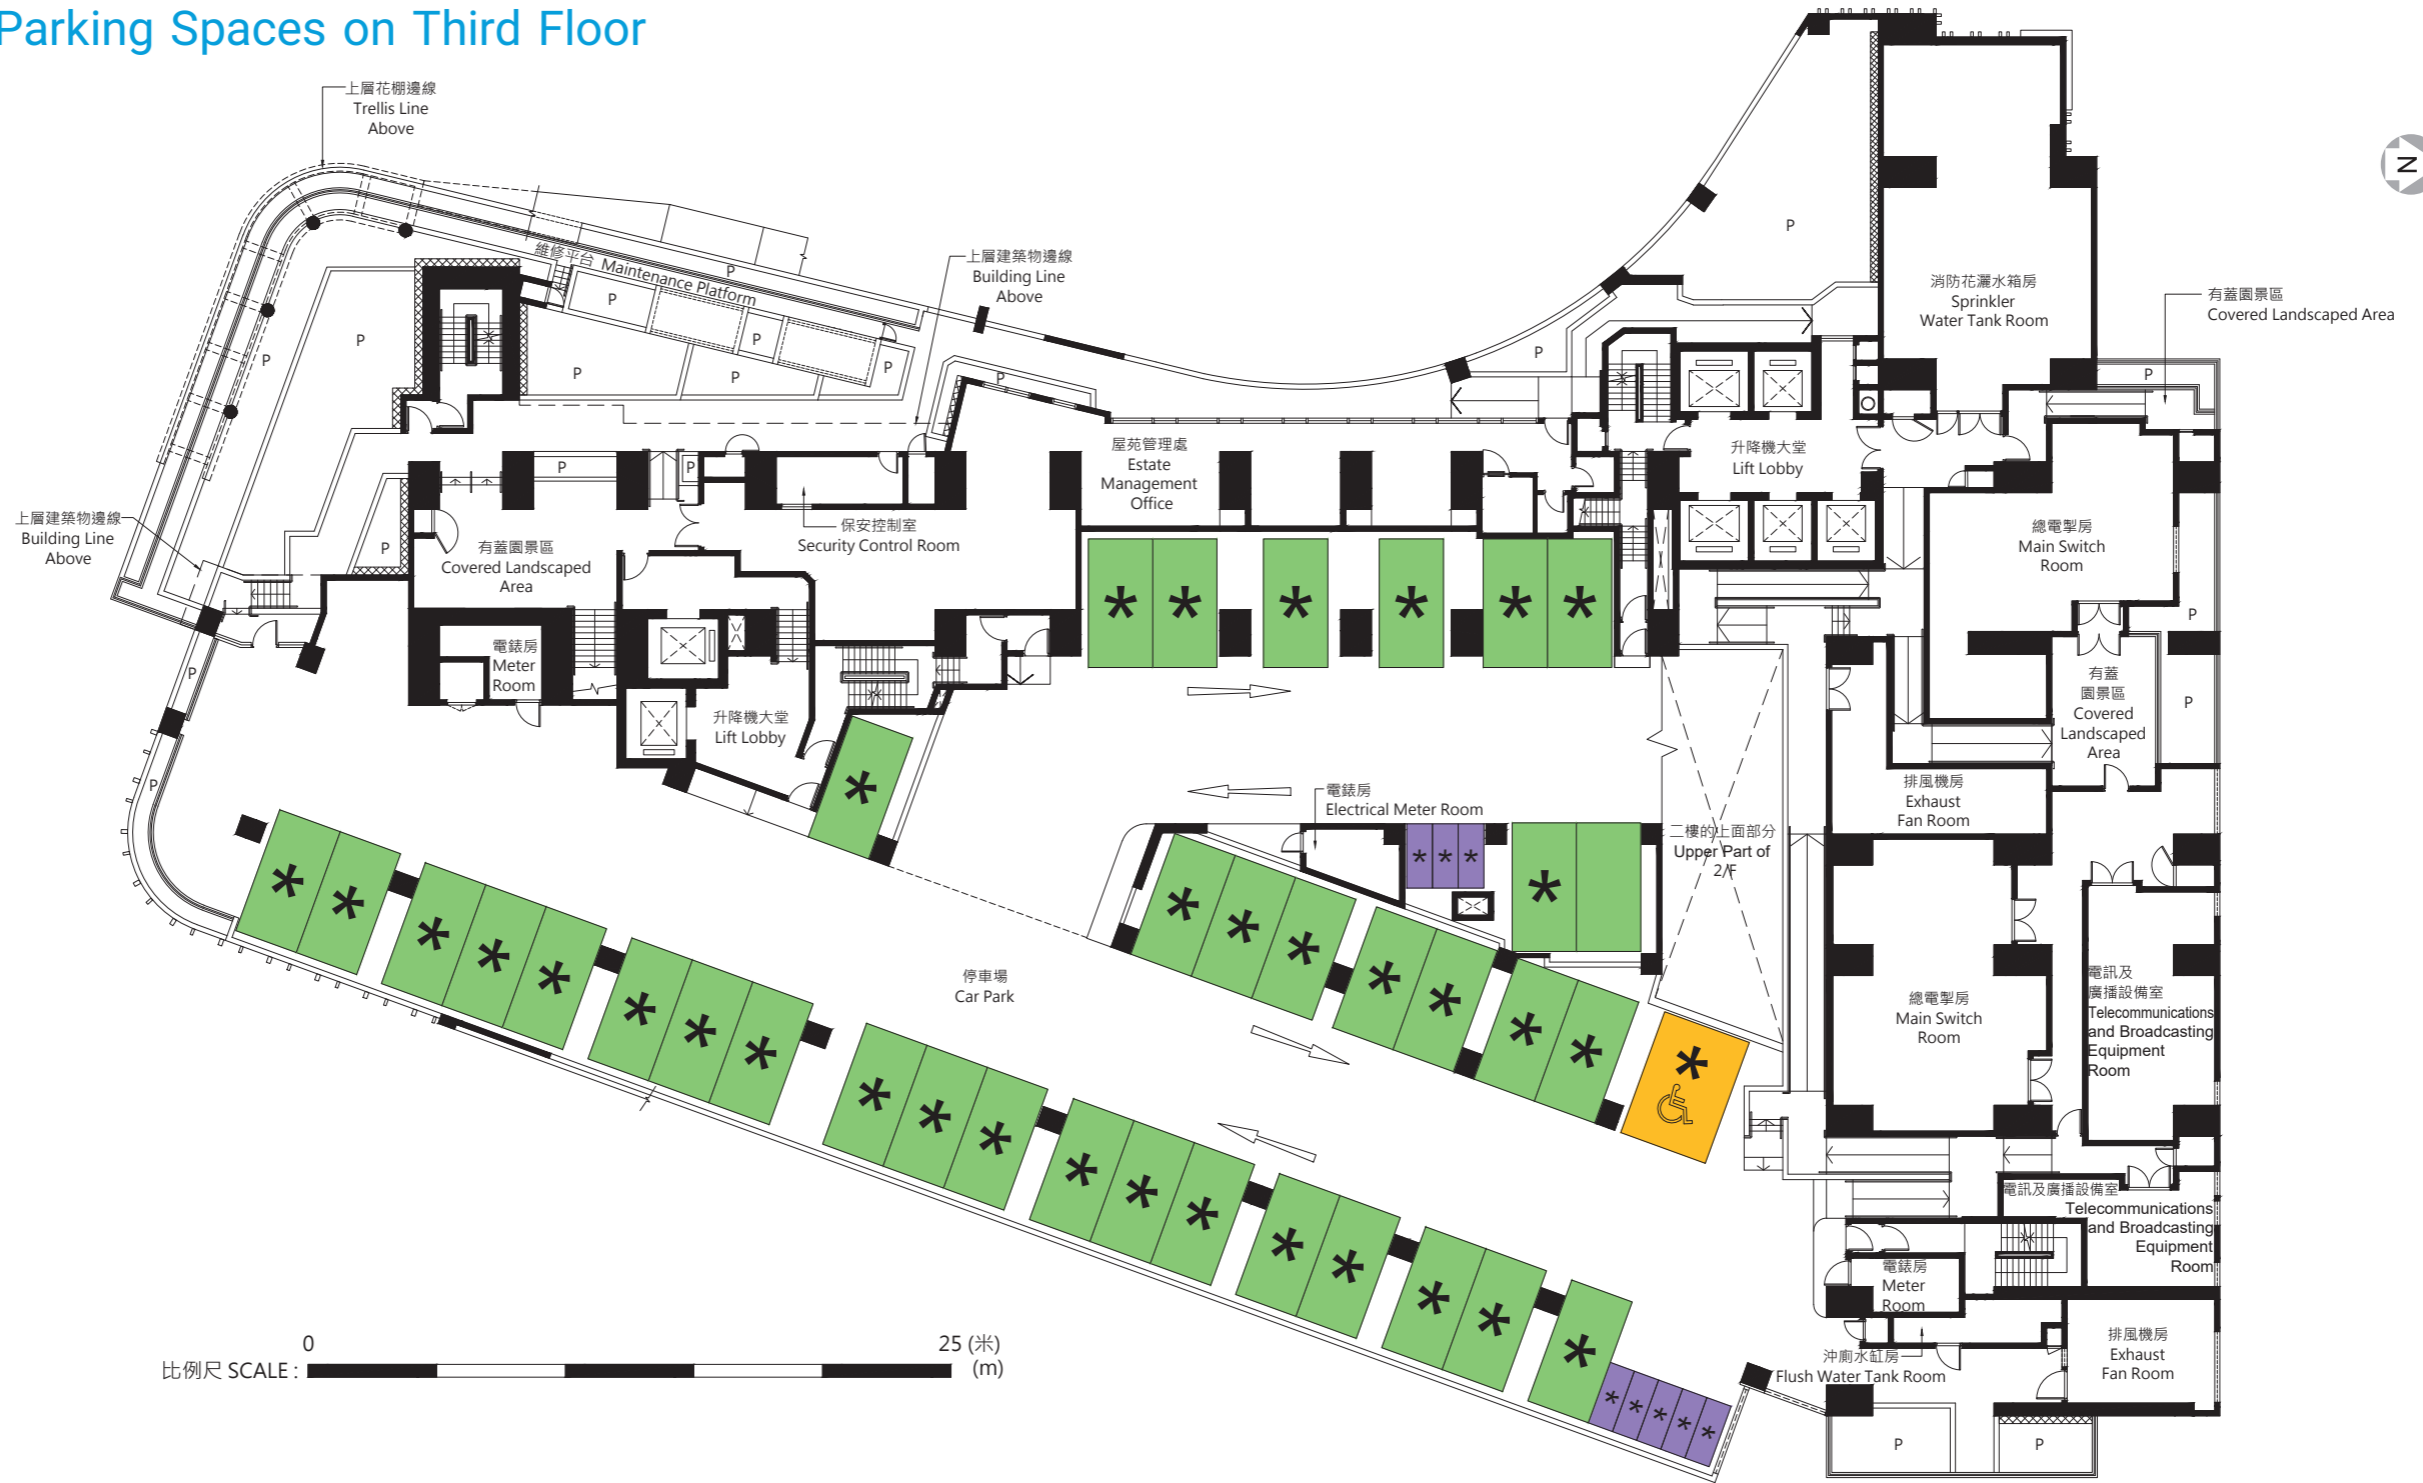 Parking Spaces on Third Floor
上層花棚邊線
Trellis Line
Above
N
維修平台 Maintenance Platform
上層建築物邊線
Building Line
Above
P
P
P
P
P
P
P
P
P
P
P
消防花灑水箱房
Sprinkler
Water Tank Room
有蓋園景區
Covered Landscaped Area
P
屋苑管理處
Estate
Management
Office
升降機大堂
Lift Lobby
P
P
保安控制室
Security Control Room
上層建築物邊線
Building Line
Above
P
有蓋園景區
Covered Landscaped
Area
總電掣房
Main Switch
Room
P
電錶房
Meter
Room
P
升降機大堂
Lift Lobby
有蓋
園景區
Covered
Landscaped
Area
P
P
電錶房
Electrical Meter Room
二樓的上面部分
Upper Part of
2/F
排風機房
Exhaust
Fan Room
停車場
Car Park
總電掣房
Main Switch
Room
電訊及
廣播設備室
Telecommunications
and Broadcasting
Equipment
Room
電訊及廣播設備室
Telecommunications
and Broadcasting
Equipment
Room
電錶房
Meter
Room
沖廁水缸房
Flush Water Tank Room
排風機房
Exhaust
Fan Room
P
P
0
25 (米)
(m)
比例尺 SCALE :